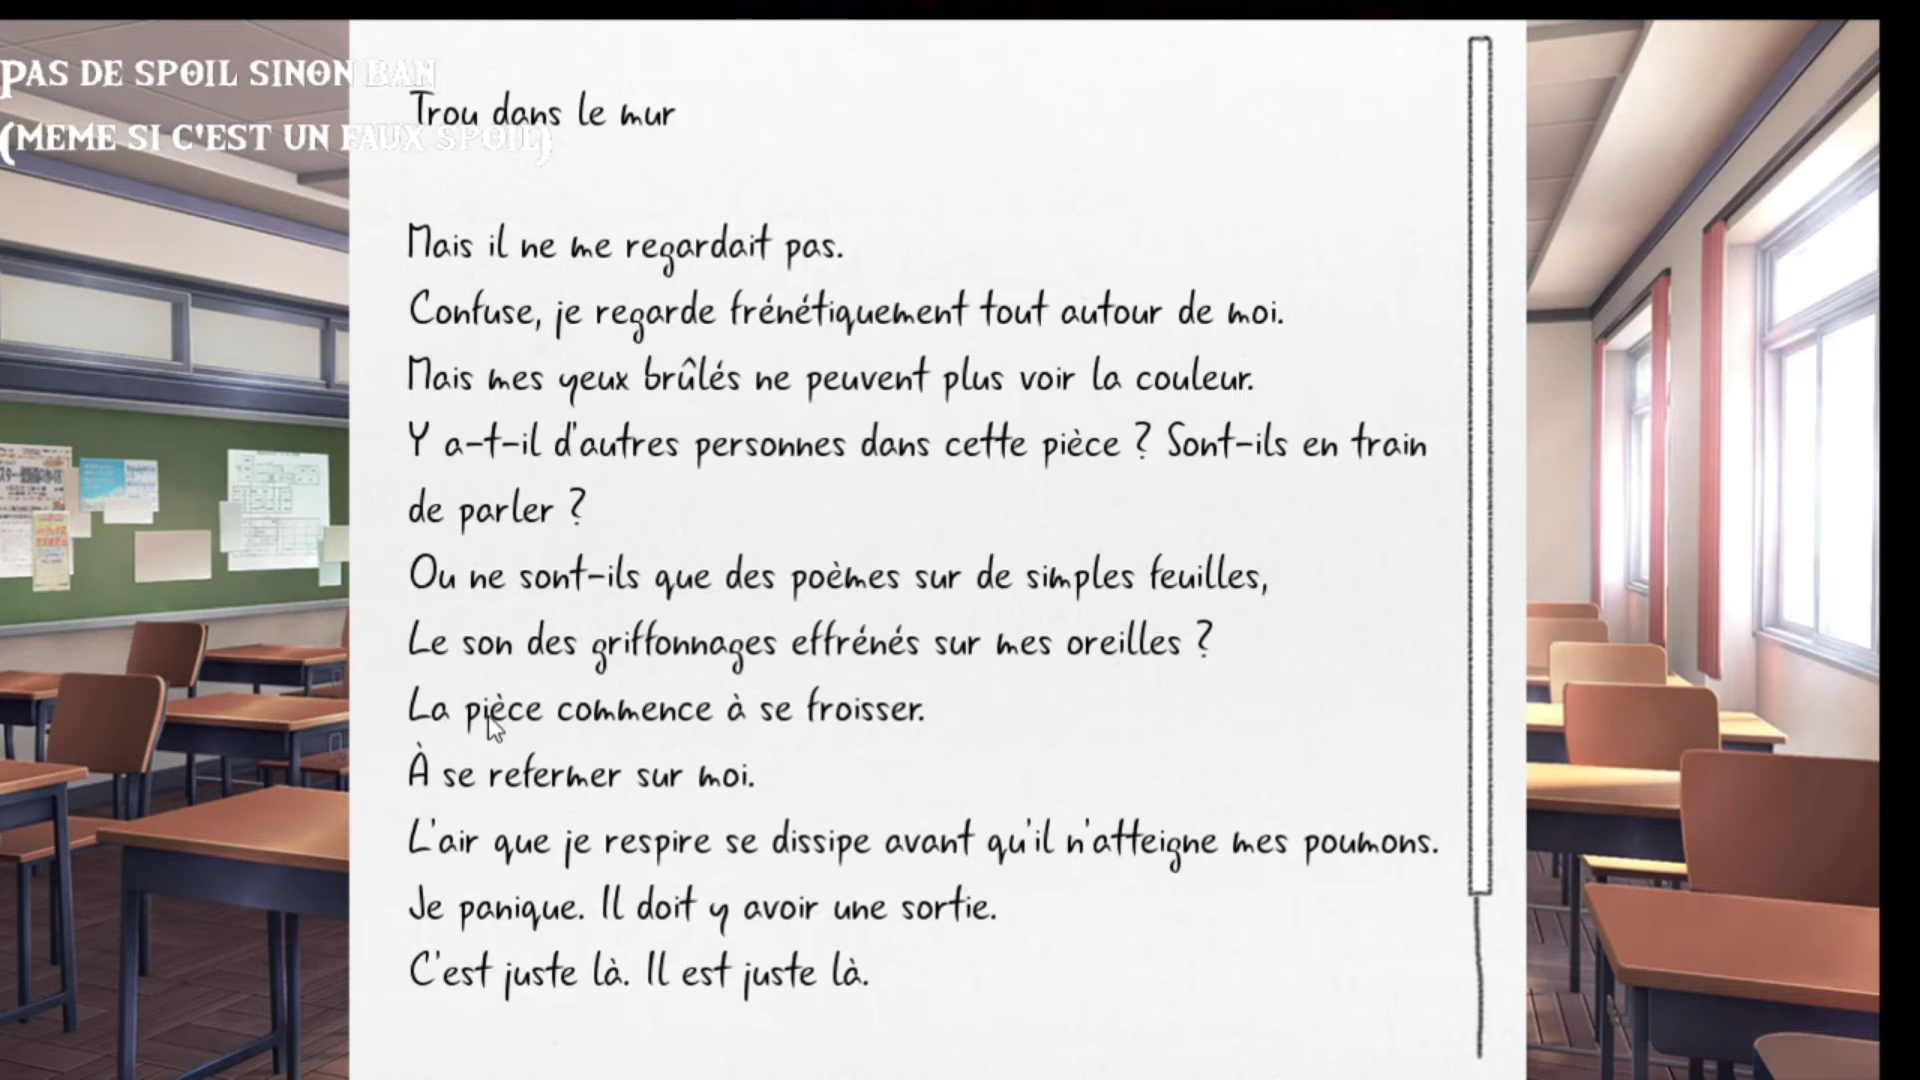 PAS DE SPOIL SINON BAN
(MEME SI C'EST UN FAUX SPOIL)
Trou dans le mur
Mais il ne me regardait pas.
Confuse, je regarde frénétiquement tout autour de moi.
Mais mes yeux brûlés ne peuvent plus voir la couleur.
Y a-t-il d'autres personnes dans cette pièce ? Sont-ils en train
de parler ?
Ou ne sont-ils que des poèmes sur de simples feuilles,
Le son des griffonnages effrénés sur mes oreilles ?
La pièce commence à se froisser.
À se refermer sur moi.
L'air que je respire se dissipe avant qu'il n'atteigne mes poumons.
Je panique. Il doit y avoir une sortie.
C'est juste là. Il est juste là.